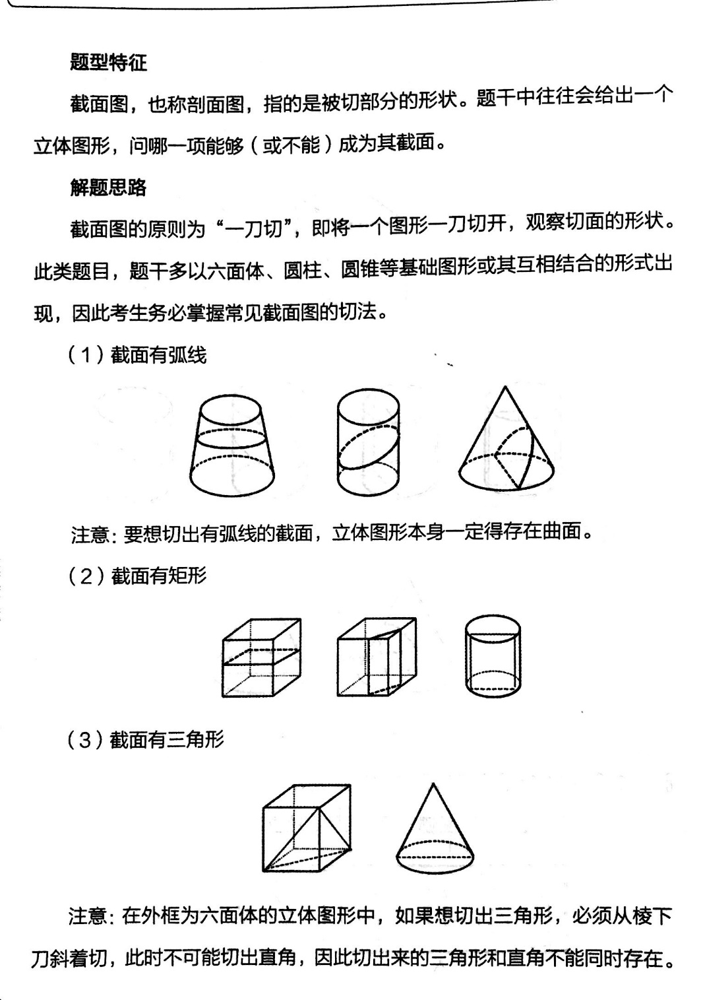 题型特征
截面图，也称剖面图，指的是被切部分的形状。题干中往往会给出一个
立体图形，问哪一项能够（或不能）成为其截面。
解题思路
截面图的原则为“一刀切”，即将一个图形一刀切开，观察切面的形状。
此类题目，题干多以六面体、圆柱、圆锥等基础图形或其互相结合的形式出
现，因此考生务必掌握常见截面图的切法。
（1）截面有弧线
注意：要想切出有弧线的截面，立体图形本身一定得存在曲面。
（2）截面有矩形
（3）截面有三角形
注意：在外框为六面体的立体图形中，如果想切出三角形，必须从棱下
刀斜着切，此时不可能切出直角，因此切出来的三角形和直角不能同时存在。